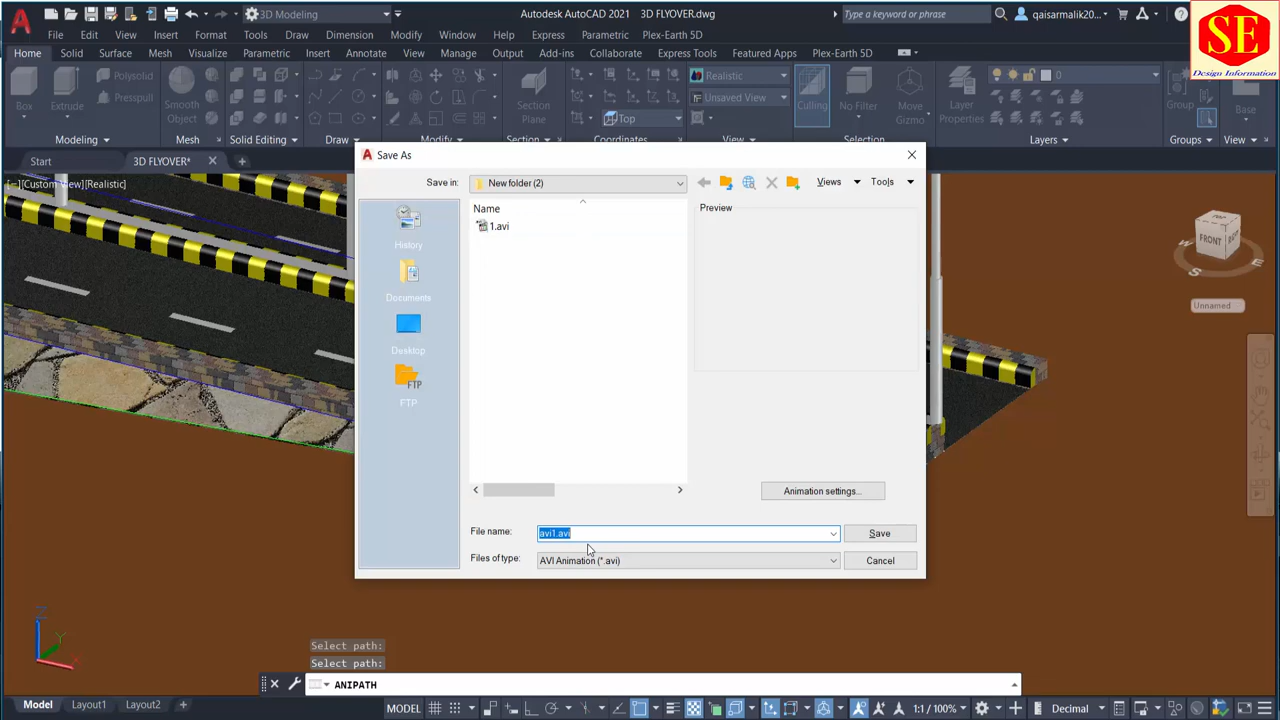 Autodesk AutoCAD 2021 3D FLYOVER.dwg
3D Modeling
Type a keyword or phrase
qaisarmalik20...
File Edit View Insert Format Tools Draw Dimension Modify Window Help Express Parametric Plex-Earth 5D
Home Solid Surface Mesh Visualize Parametric Insert Annotate View Manage Output Add-ins Collaborate Express Tools Featured Apps Plex-Earth 5D
SE
Design Information
Box
Extrude
Polysolid
Presspull
Smooth
Object
Section
Plane
Realistic
Unsaved View
Top
Culling
No Filter
Move
Gizmo
Layer
Properties
0
Group
Base
Modeling Mesh Solid Editing Draw Modify Section Coordinates View Selection Layers Groups View
Start
3D FLYOVER*
[−][Custom View][Realistic]
Save As
Save in:
New folder (2)
Views
Tools
Name
1.avi
Preview
History
Documents
Desktop
FTP
FTP
Animation settings...
File name:
avi1.avi
Save
Files of type:
AVI Animation (*.avi)
Cancel
TOP
FRONT
W
S
E
Unnamed
Z
Y
X
Select path:
Select path:
ANIPATH
Model Layout1 Layout2
MODEL
1:1 / 100%
Decimal